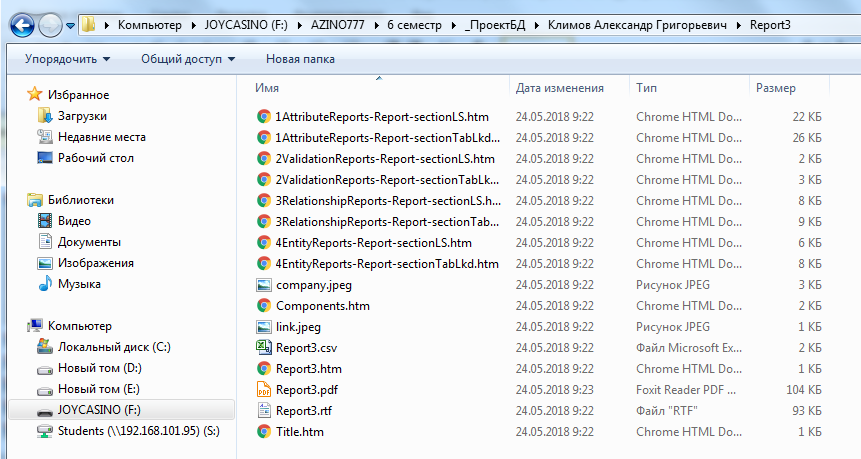 Компьютер JOYCASINO (F:) AZINO777 6 семестр _ПроектБД Климов Александр Григорьевич Report3
Упорядочить Общий доступ Новая папка
Избранное
Загрузки
Недавние места
Рабочий стол
Библиотеки
Видео
Документы
Изображения
Музыка
Компьютер
Локальный диск (C:)
Новый том (D:)
Новый том (E:)
JOYCASINO (F:)
Students (\\192.168.101.95) (S:)
Имя Дата изменения Тип Размер
1AttributeReports-Report-sectionLS.htm 24.05.2018 9:22 Chrome HTML Do... 22 КБ
1AttributeReports-Report-sectionTabLkd... 24.05.2018 9:22 Chrome HTML Do... 26 КБ
2ValidationReports-Report-sectionLS.htm 24.05.2018 9:22 Chrome HTML Do... 2 КБ
2ValidationReports-Report-sectionTabLk... 24.05.2018 9:22 Chrome HTML Do... 3 КБ
3RelationshipReports-Report-sectionLS.h... 24.05.2018 9:22 Chrome HTML Do... 8 КБ
3RelationshipReports-Report-sectionTab... 24.05.2018 9:22 Chrome HTML Do... 9 КБ
4EntityReports-Report-sectionLS.htm 24.05.2018 9:22 Chrome HTML Do... 6 КБ
4EntityReports-Report-sectionTabLkd.htm 24.05.2018 9:22 Chrome HTML Do... 8 КБ
company.jpeg 24.05.2018 9:22 Рисунок JPEG 3 КБ
Components.htm 24.05.2018 9:22 Chrome HTML Do... 2 КБ
link.jpeg 24.05.2018 9:22 Рисунок JPEG 1 КБ
Report3.csv 24.05.2018 9:22 Файл Microsoft Ex... 2 КБ
Report3.htm 24.05.2018 9:22 Chrome HTML Do... 1 КБ
Report3.pdf 24.05.2018 9:23 Foxit Reader PDF ... 104 КБ
Report3.rtf 24.05.2018 9:22 Файл "RTF" 93 КБ
Title.htm 24.05.2018 9:22 Chrome HTML Do... 1 КБ